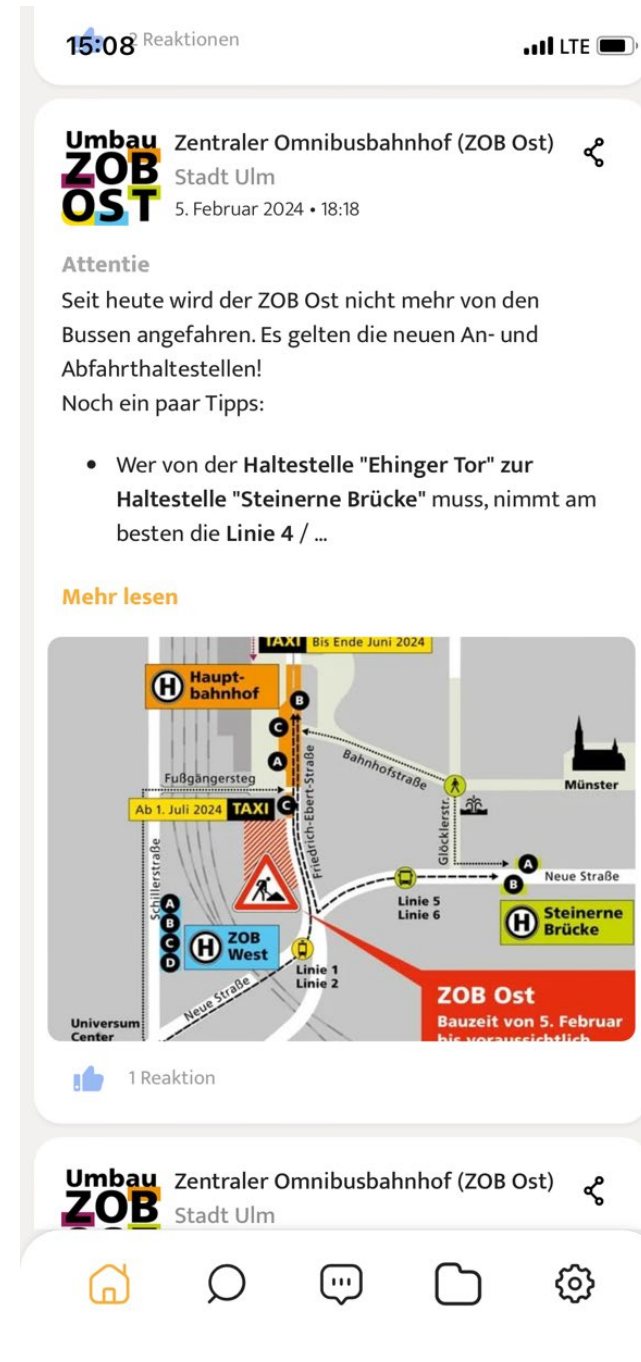 15:08
2 Reaktionen
LTE
Umbau
ZOB
OST
Zentraler Omnibusbahnhof (ZOB Ost)
Stadt Ulm
5. Februar 2024 • 18:18
Attentie
Seit heute wird der ZOB Ost nicht mehr von den
Bussen angefahren. Es gelten die neuen An- und
Abfahrthaltestellen!
Noch ein paar Tipps:
• Wer von der Haltestelle "Ehinger Tor" zur
Haltestelle "Steinerne Brücke" muss, nimmt am
besten die Linie 4 / ...
Mehr lesen
TAXI Bis Ende Juni 2024
H Haupt-
bahnhof
B
C
A
Bahnhofstraße
Fußgängersteg
Friedrich-Ebert-Straße
Münster
Ab 1. Juli 2024 TAXI C
Glöcklerstr.
Schillerstraße
A
B
C
D
A
B
Neue Straße
Linie 5
Linie 6
H Steinerne
Brücke
H ZOB
West
Linie 1
Linie 2
Neue Straße
ZOB Ost
Bauzeit von 5. Februar
bis voraussichtlich
Universum
Center
1 Reaktion
Umbau
ZOB
Zentraler Omnibusbahnhof (ZOB Ost)
Stadt Ulm